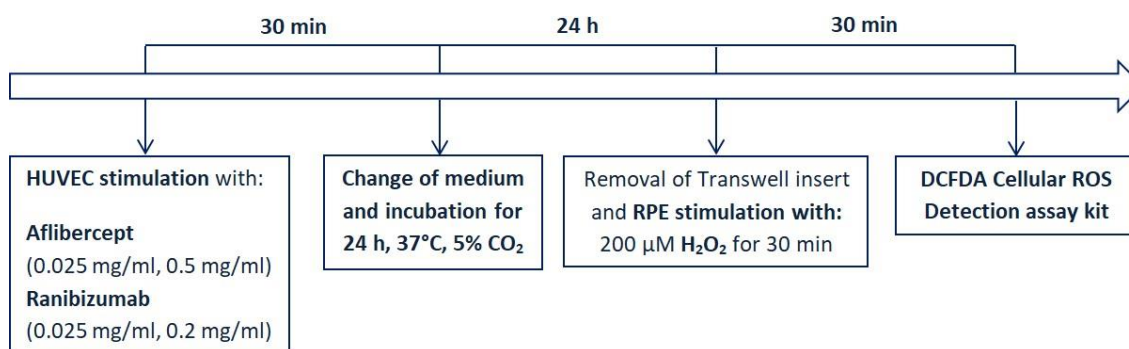 30 min
24 h
30 min
HUVEC stimulation with:
Aflibercept
(0.025 mg/ml, 0.5 mg/ml)
Ranibizumab
(0.025 mg/ml, 0.2 mg/ml)
Change of medium
and incubation for
24 h, 37°C, 5% CO₂
Removal of Transwell insert
and RPE stimulation with:
200 µM H₂O₂ for 30 min
DCFDA Cellular ROS
Detection assay kit